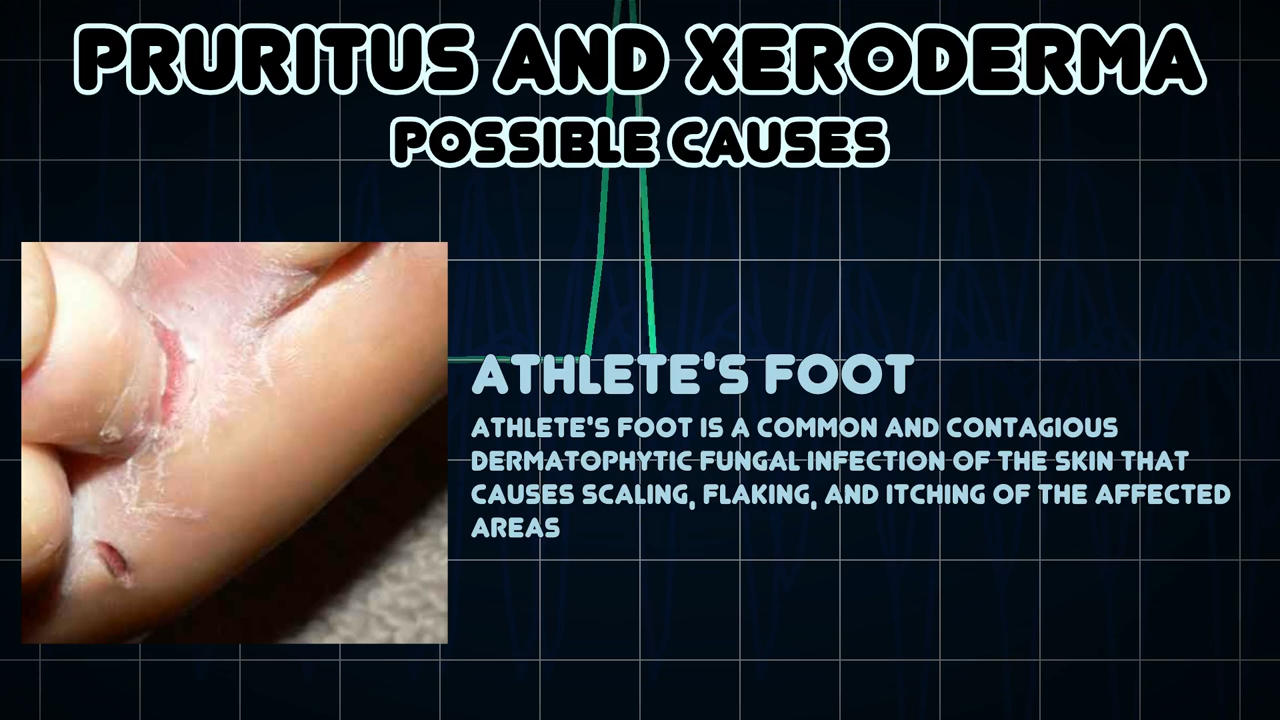 PRURITUS AND XERODERMA
POSSIBLE CAUSES
ATHLETE'S FOOT
ATHLETE'S FOOT IS A COMMON AND CONTAGIOUS
DERMATOPHYTIC FUNGAL INFECTION OF THE SKIN THAT
CAUSES SCALING, FLAKING, AND ITCHING OF THE AFFECTED
AREAS